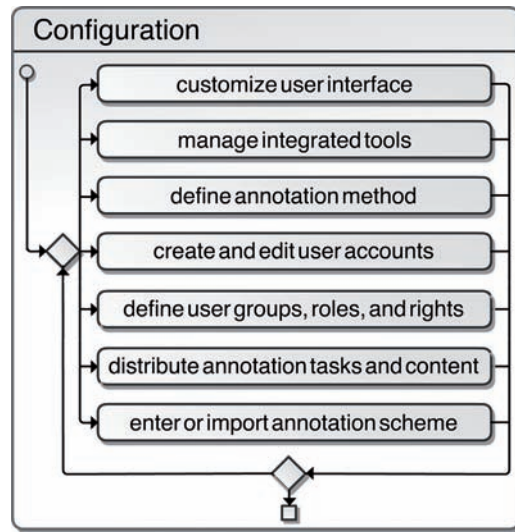 Configuration
customize user interface
manage integrated tools
define annotation method
create and edit user accounts
define user groups, roles, and rights
distribute annotation tasks and content
enter or import annotation scheme